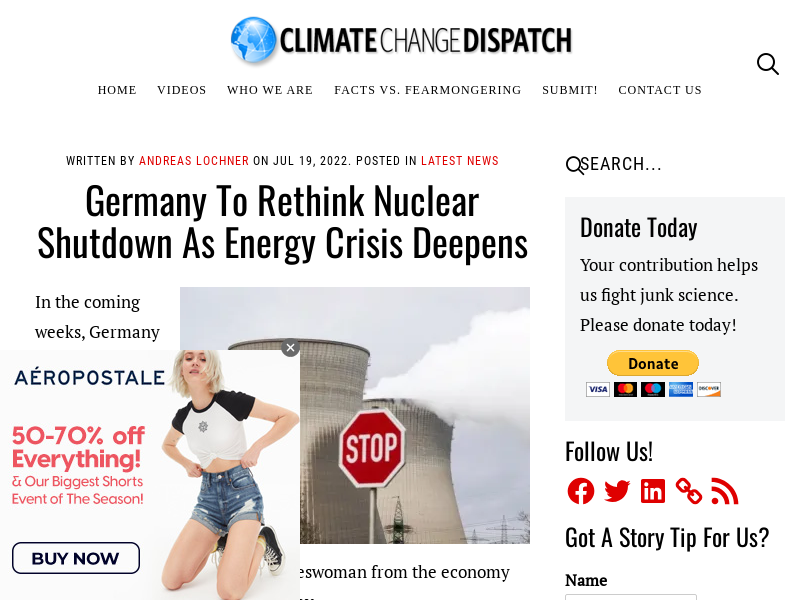 CLIMATE CHANGE DISPATCH
HOME VIDEOS WHO WE ARE FACTS VS. FEARMONGERING SUBMIT! CONTACT US
WRITTEN BY ANDREAS LOCHNER ON JUL 19, 2022. POSTED IN LATEST NEWS
Germany To Rethink Nuclear
Shutdown As Energy Crisis Deepens
In the coming
weeks, Germany
STOP
AÉROPOSTALE
50-70% off
Everything!
& Our Biggest Shorts
Event of The Season!
BUY NOW
eswoman from the economy
SEARCH...
Donate Today
Your contribution helps
us fight junk science.
Please donate today!
Donate
VISA
DISCOVER
Follow Us!
Got A Story Tip For Us?
Name